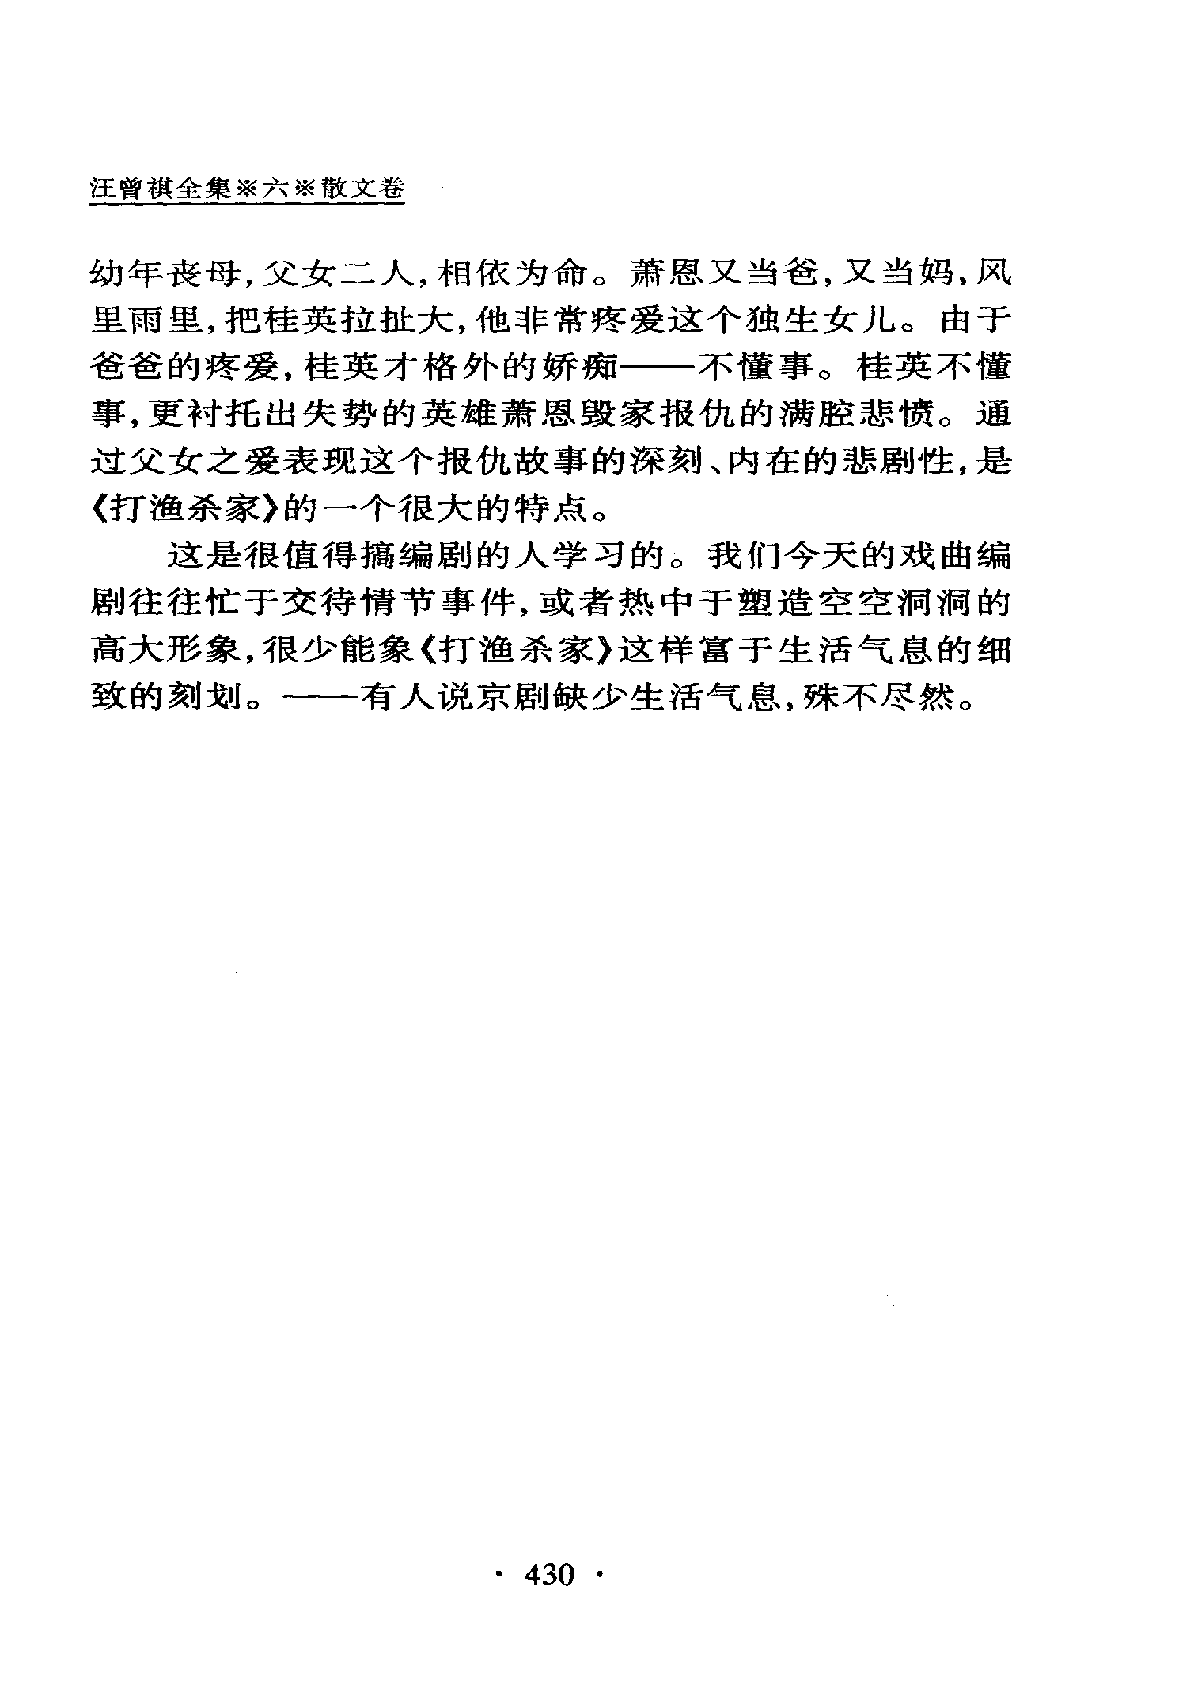 汪曾祺全集※六※散文卷
幼年丧母,父女二人,相依为命。萧恩又当爸,又当妈,风
里雨里,把桂英拉扯大,他非常疼爱这个独生女儿。由于
爸爸的疼爱,桂英才格外的娇痴——不懂事。桂英不懂
事,更衬托出失势的英雄萧恩毁家报仇的满腔悲愤。通
过父女之爱表现这个报仇故事的深刻、内在的悲剧性,是
《打渔杀家》的一个很大的特点。
这是很值得搞编剧的人学习的。我们今天的戏曲编
剧往往忙于交待情节事件,或者热中于塑造空空洞洞的
高大形象,很少能象《打渔杀家》这样富于生活气息的细
致的刻划。——有人说京剧缺少生活气息,殊不尽然。
· 430 ·